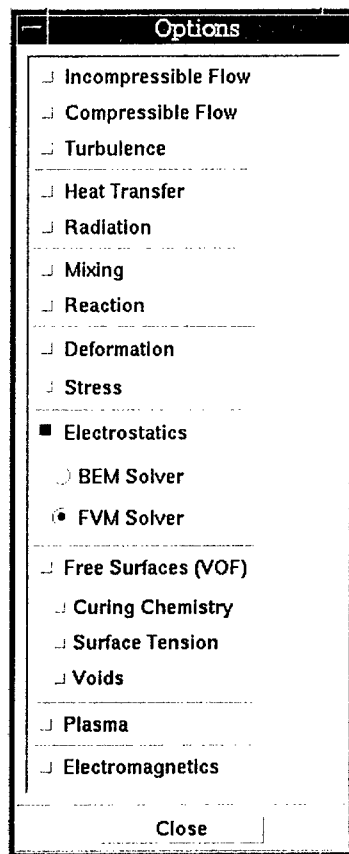 Options
Incompressible Flow
Compressible Flow
Turbulence
Heat Transfer
Radiation
Mixing
Reaction
Deformation
Stress
Electrostatics
BEM Solver
FVM Solver
Free Surfaces (VOF)
Curing Chemistry
Surface Tension
Voids
Plasma
Electromagnetics
Close